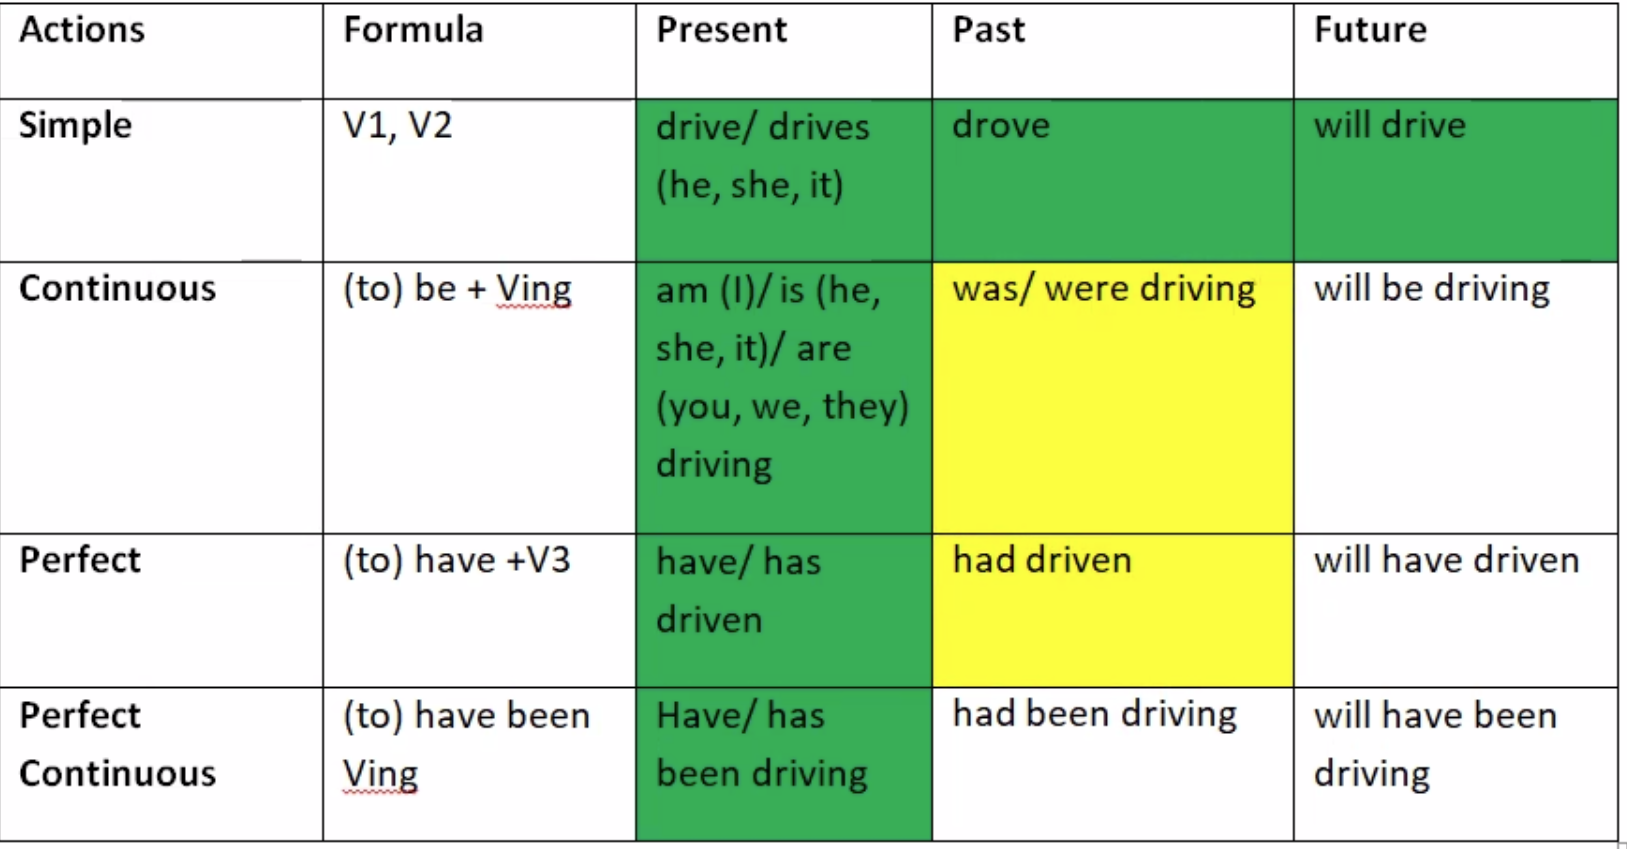 Actions Formula Present Past Future
Simple V1, V2 drive/ drives drove will drive
(he, she, it)
Continuous (to) be + Ving am (I)/ is (he, was/ were driving will be driving
she, it)/ are
(you, we, they)
driving
Perfect (to) have +V3 have/ has had driven will have driven
driven
Perfect (to) have been Have/ has had been driving will have been
Continuous Ving been driving driving